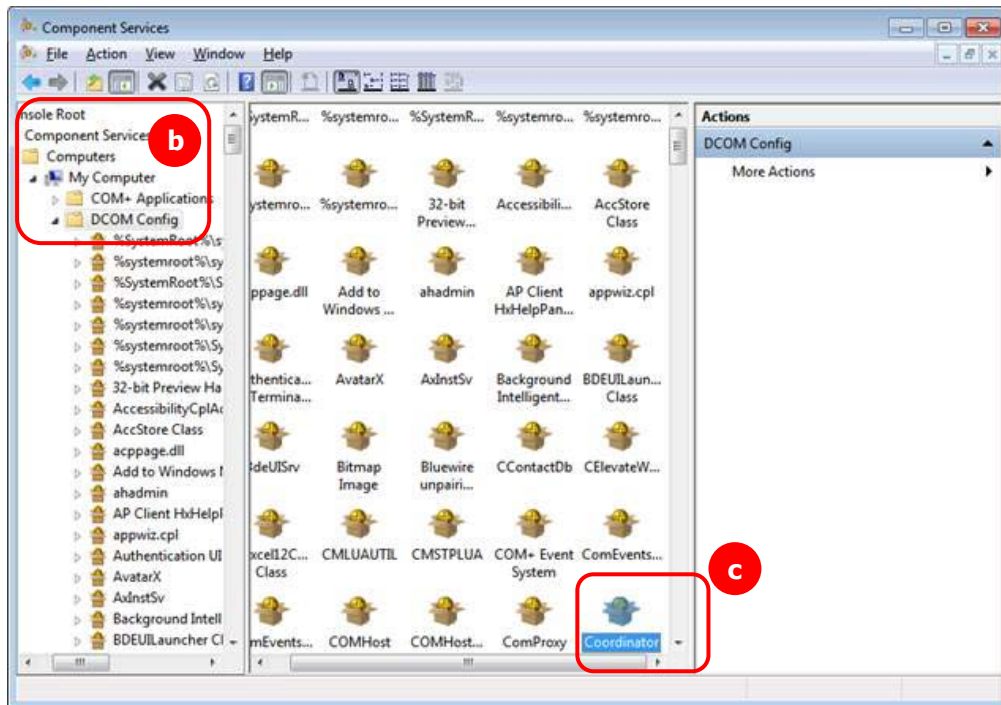 Component Services
File Action View Window Help
nsole Root
Component Services
b
Computers
My Computer
COM+ Applications
DCOM Config
%SystemRoot%\s
%systemroot%\sy
%SystemRoot%\S
%systemroot%\sy
%systemroot%\sy
%systemroot%\Sy
%systemroot%\Sy
32-bit Preview Ha
AccessibilityCplAc
AccStore Class
acppage.dll
Add to Windows
ahadmin
AP Client HxHelpl
appwiz.cpl
Authentication UI
AvatarX
AxInstSv
Background Intell
BDEUILauncher Cl
SystemR... %systemro... %SystemR... %systemro... %systemro...
ystemro... %systemro... 32-bit Preview... Accessibili... AccStore Class
ppage.dll Add to Windows ... ahadmin AP Client HxHelpPan... appwiz.cpl
thentica... Termina... AvatarX AxInstSv Background Intelligent... BDEUILaun... Class
deUISrv Bitmap Image Bluewire unpairi... CContactDb CElevateW...
xcel12C... Class CMLUAUTIL CMSTPLUA COM+ Event System ComEvents...
mEvents... COMHost COMHost... ComProxy Coordinator
c
Actions
DCOM Config
More Actions